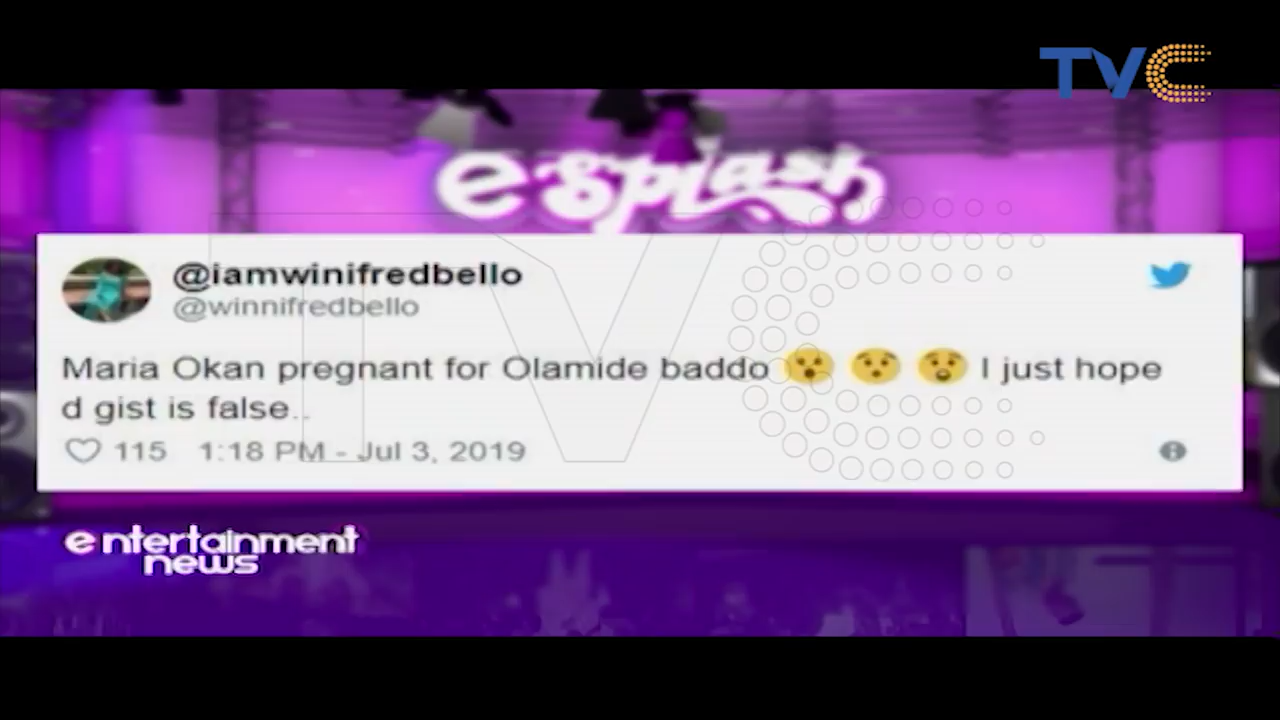 TVC
e-splash
@iamwinifredbello
@winnifredbello
Maria Okan pregnant for Olamide baddo 😯 😯 😮 I just hope
d gist is false..
115 1:18 PM - Jul 3, 2019
TVC
entertainment
news